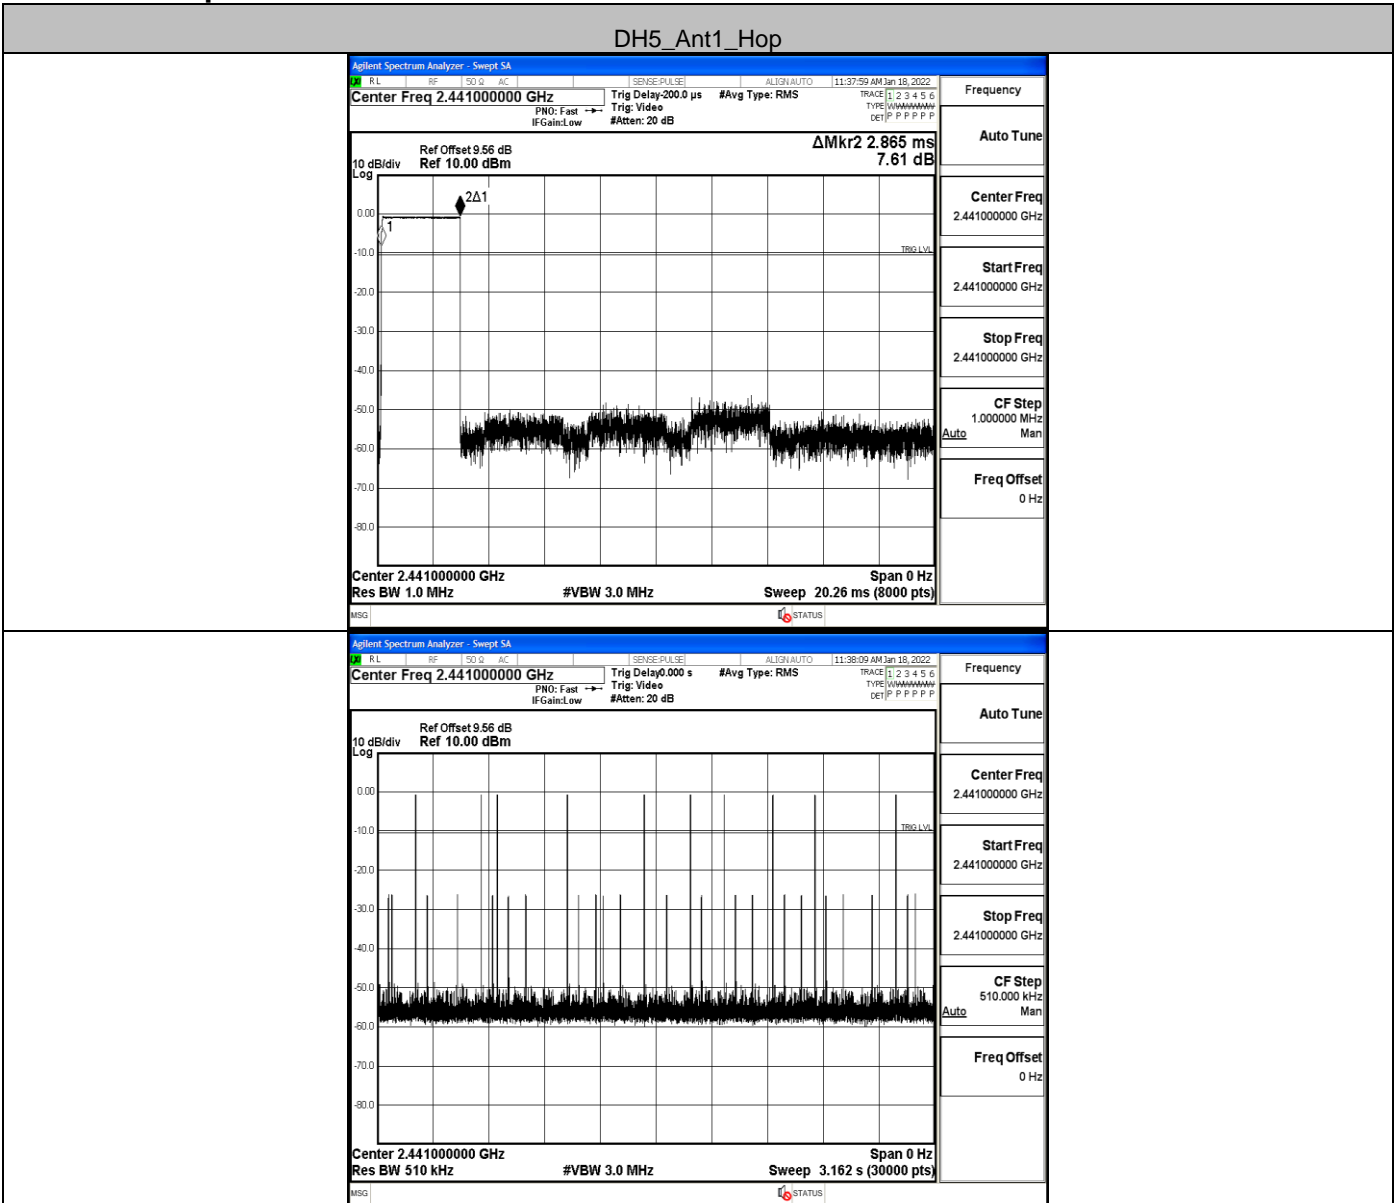 DH5_Ant1_Hop
Agilent Spectrum Analyzer - Swept SA
RL RF 50 Ω AC SENSE:PULSE ALIGN AUTO 11:37:59 AM Jan 18, 2022
Center Freq 2.441000000 GHz
PNO: Fast
IFGain:Low
Trig Delay-200.0 µs
Trig: Video
#Atten: 20 dB
#Avg Type: RMS
TRACE 1 2 3 4 5 6
TYPE
DET P P P P P P
Frequency
Auto Tune
ΔMkr2 2.865 ms
7.61 dB
Ref Offset 9.56 dB
10 dB/div Ref 10.00 dBm
Log
2Δ1
1
TRIG LVL
0.00
-10.0
-20.0
-30.0
-40.0
-50.0
-60.0
-70.0
-80.0
Center Freq
2.441000000 GHz
Start Freq
2.441000000 GHz
Stop Freq
2.441000000 GHz
CF Step
1.000000 MHz
Auto Man
Freq Offset
0 Hz
Center 2.441000000 GHz Span 0 Hz
Res BW 1.0 MHz #VBW 3.0 MHz Sweep 20.26 ms (8000 pts)
MSG STATUS
Agilent Spectrum Analyzer - Swept SA
RL RF 50 Ω AC SENSE:PULSE ALIGN AUTO 11:38:09 AM Jan 18, 2022
Center Freq 2.441000000 GHz
PNO: Fast
IFGain:Low
Trig Delay0.000 s
Trig: Video
#Atten: 20 dB
#Avg Type: RMS
TRACE 1 2 3 4 5 6
TYPE
DET P P P P P P
Frequency
Auto Tune
Ref Offset 9.56 dB
10 dB/div Ref 10.00 dBm
Log
TRIG LVL
0.00
-10.0
-20.0
-30.0
-40.0
-50.0
-60.0
-70.0
-80.0
Center Freq
2.441000000 GHz
Start Freq
2.441000000 GHz
Stop Freq
2.441000000 GHz
CF Step
510.000 kHz
Auto Man
Freq Offset
0 Hz
Center 2.441000000 GHz Span 0 Hz
Res BW 510 kHz #VBW 3.0 MHz Sweep 3.162 s (30000 pts)
MSG STATUS